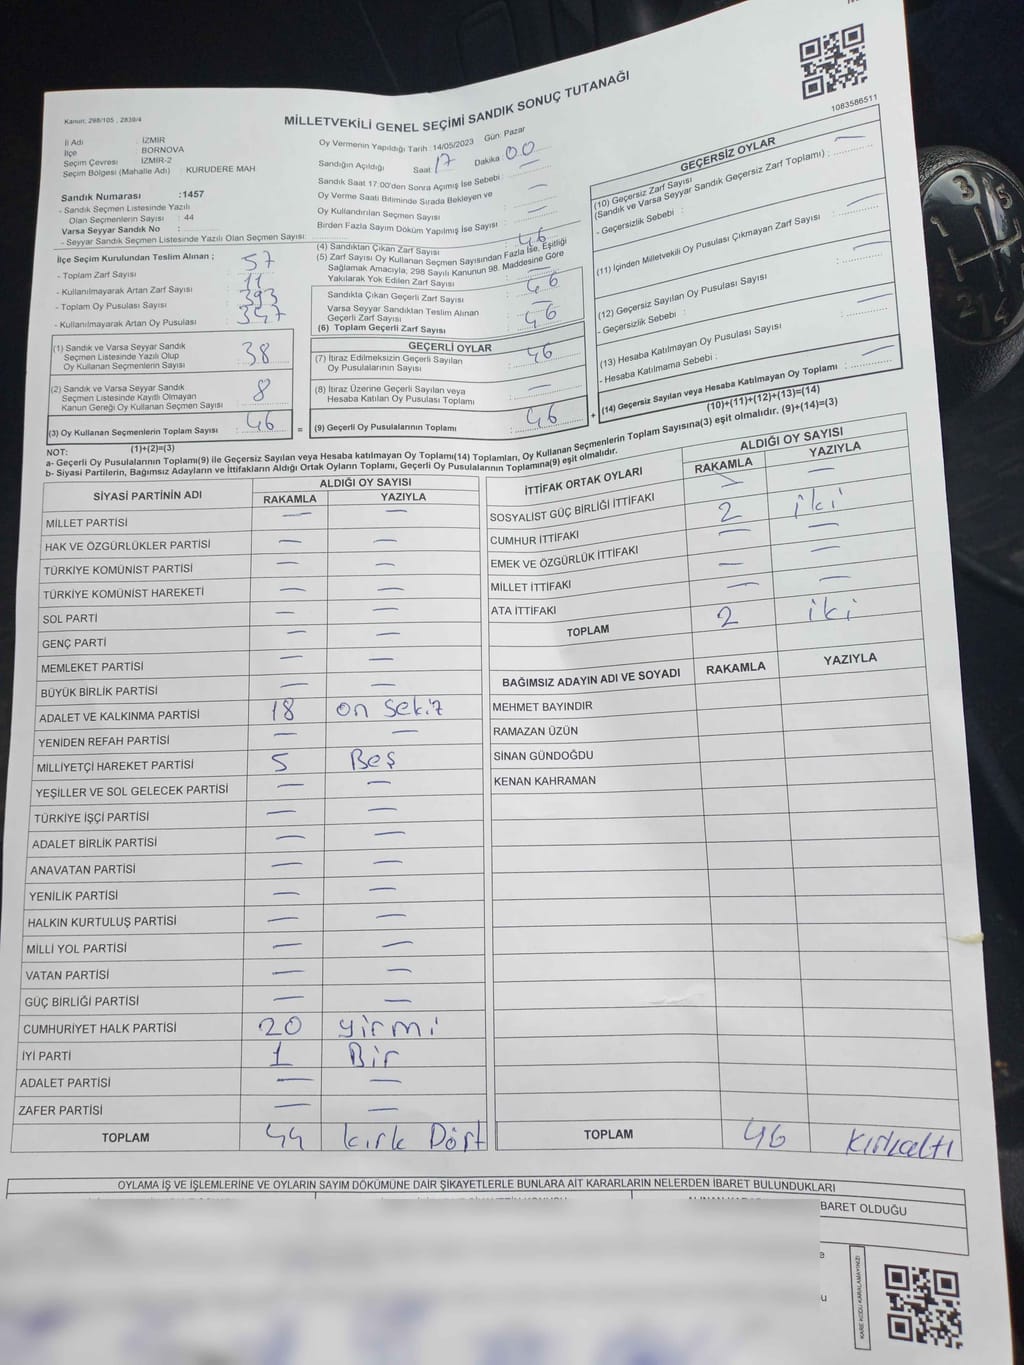 Kanun: 298/105 , 2839/4
MİLLETVEKİLİ GENEL SEÇİMİ SANDIK SONUÇ TUTANAĞI
1083586511
İl Adı : İZMİR
İlçe : BORNOVA
Seçim Çevresi : İZMİR-2
Seçim Bölgesi (Mahalle Adı) : KURUDERE MAH
Sandık Numarası :1457
- Sandık Seçmen Listesinde Yazılı
Olan Seçmenlerin Sayısı : 44
Varsa Seyyar Sandık No :
- Seyyar Sandık Seçmen Listesinde Yazılı Olan Seçmen Sayısı:
İlçe Seçim Kurulundan Teslim Alınan ;
- Toplam Zarf Sayısı : 57
- Kullanılmayarak Artan Zarf Sayısı : 11
- Toplam Oy Pusulası Sayısı : 393
- Kullanılmayarak Artan Oy Pusulası : 347
(1) Sandık ve Varsa Seyyar Sandık
Seçmen Listesinde Yazılı Olup
Oy Kullanan Seçmenlerin Sayısı : 38
(2) Sandık ve Varsa Seyyar Sandık
Seçmen Listesinde Kayıtlı Olmayan
Kanun Gereği Oy Kullanan Seçmen Sayısı : 8
(3) Oy Kullanan Seçmenlerin Toplam Sayısı : 46
(1)+(2)=(3)
Oy Vermenin Yapıldığı Tarih : 14/05/2023 Gün: Pazar
Sandığın Açıldığı Saat : 17 Dakika : 00
Sandık Saat 17:00'den Sonra Açımış İse Sebebi : —
Oy Verme Saati Bitiminde Sırada Bekleyen ve
Oy Kullandırılan Seçmen Sayısı : —
Birden Fazla Sayım Döküm Yapılmış İse Sayısı : —
(4) Sandıktan Çıkan Zarf Sayısı : 46
(5) Zarf Sayısı Oy Kullanan Seçmen Sayısından Fazla İse, Eşitliği
Sağlamak Amacıyla; 298 Sayılı Kanunun 98. Maddesine Göre
Yakılarak Yok Edilen Zarf Sayısı : —
Sandıkta Çıkan Geçerli Zarf Sayısı : 46
Varsa Seyyar Sandıktan Teslim Alınan
Geçerli Zarf Sayısı : —
(6) Toplam Geçerli Zarf Sayısı : 46
GEÇERLİ OYLAR
(7) İtiraz Edilmeksizin Geçerli Sayılan
Oy Pusulalarının Sayısı : 46
(8) İtiraz Üzerine Geçerli Sayılan veya
Hesaba Katılan Oy Pusulası Toplamı : —
= (9) Geçerli Oy Pusulalarının Toplamı : 46
GEÇERSİZ OYLAR
(10) Geçersiz Zarf Sayısı
(Sandık ve Varsa Seyyar Sandık Geçersiz Zarf Toplamı) : —
- Geçersizlik Sebebi :
(11) İçinden Milletvekili Oy Pusulası Çıkmayan Zarf Sayısı : —
(12) Geçersiz Sayılan Oy Pusulası Sayısı :
- Geçersizlik Sebebi :
(13) Hesaba Katılmayan Oy Pusulası Sayısı : —
- Hesaba Katılmama Sebebi :
+ (14) Geçersiz Sayılan veya Hesaba Katılmayan Oy Toplamı : —
(10)+(11)+(12)+(13)=(14)
NOT:
a- Geçerli Oy Pusulalarının Toplamı(9) ile Geçersiz Sayılan veya Hesaba katılmayan Oy Toplamı(14) Toplamları, Oy Kullanan Seçmenlerin Toplam Sayısına(3) eşit olmalıdır. (9)+(14)=(3)
b- Siyasi Partilerin, Bağımsız Adayların ve İttifakların Aldığı Ortak Oyların Toplamı, Geçerli Oy Pusulalarının Toplamına(9) eşit olmalıdır.
SİYASİ PARTİNİN ADI ALDIĞI OY SAYISI
RAKAMLA YAZIYLA
MİLLET PARTİSİ — —
HAK VE ÖZGÜRLÜKLER PARTİSİ — —
TÜRKİYE KOMÜNİST PARTİSİ — —
TÜRKİYE KOMÜNİST HAREKETİ — —
SOL PARTİ — —
GENÇ PARTİ — —
MEMLEKET PARTİSİ — —
BÜYÜK BİRLİK PARTİSİ — —
ADALET VE KALKINMA PARTİSİ 18 on sekiz
YENİDEN REFAH PARTİSİ — —
MİLLİYETÇİ HAREKET PARTİSİ 5 Beş
YEŞİLLER VE SOL GELECEK PARTİSİ — —
TÜRKİYE İŞÇİ PARTİSİ — —
ADALET BİRLİK PARTİSİ — —
ANAVATAN PARTİSİ — —
YENİLİK PARTİSİ — —
HALKIN KURTULUŞ PARTİSİ — —
MİLLİ YOL PARTİSİ — —
VATAN PARTİSİ — —
GÜÇ BİRLİĞİ PARTİSİ — —
CUMHURİYET HALK PARTİSİ 20 yirmi
İYİ PARTİ 1 Bir
ADALET PARTİSİ — —
ZAFER PARTİSİ — —
TOPLAM 44 kırk Dört
İTTİFAK ORTAK OYLARI ALDIĞI OY SAYISI
RAKAMLA YAZIYLA
SOSYALİST GÜÇ BİRLİĞİ İTTİFAKI — —
CUMHUR İTTİFAKI 2 iki
EMEK VE ÖZGÜRLÜK İTTİFAKI — —
MİLLET İTTİFAKI — —
ATA İTTİFAKI — —
TOPLAM 2 iki
BAĞIMSIZ ADAYIN ADI VE SOYADI RAKAMLA YAZIYLA
MEHMET BAYINDIR
RAMAZAN ÜZÜN
SİNAN GÜNDOĞDU
KENAN KAHRAMAN
TOPLAM 46 kırkaltı
OYLAMA İŞ VE İŞLEMLERİNE VE OYLARIN SAYIM DÖKÜMÜNE DAİR ŞİKAYETLERLE BUNLARA AİT KARARLARIN NELERDEN İBARET BULUNDUKLARI
BARET OLDUĞU
KARE KODU KARALAMAYINIZ!